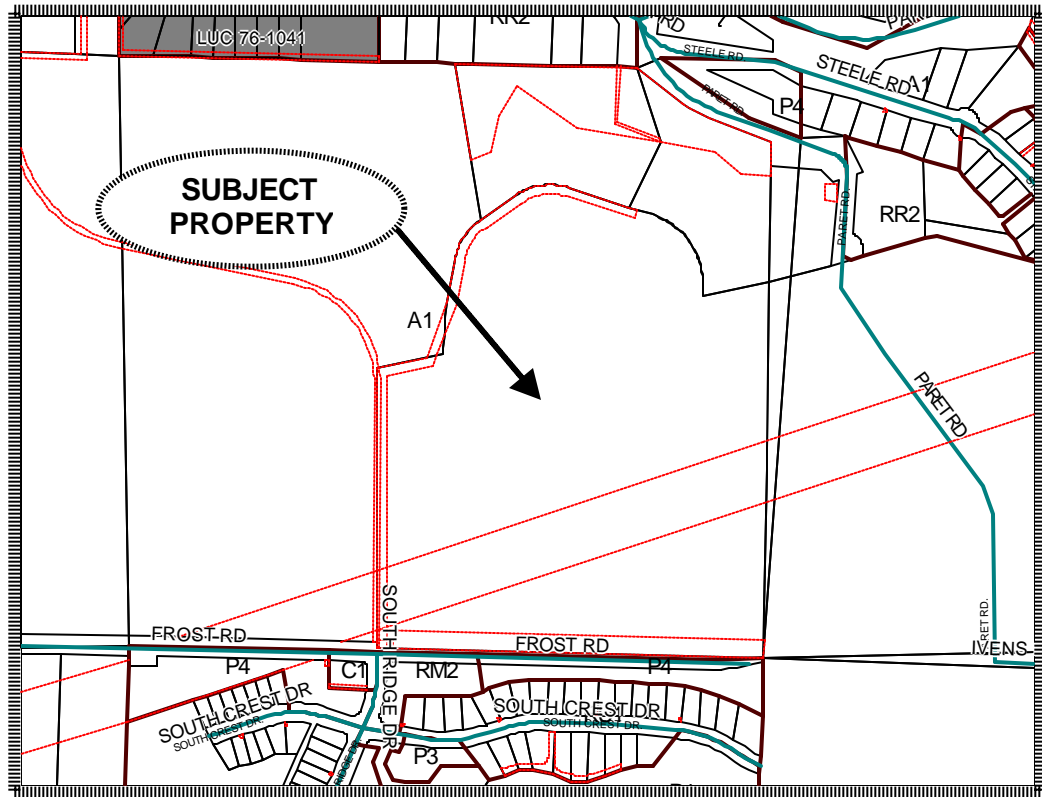 RR2
LUC 76-1041
RD
STEELE RD.
STEELE RD
A1
P4
PARET RD.
SUBJECT
PROPERTY
PARET RD.
RR2
A1
PARET RD
SOUTH RIDGE DR
FROST RD
FROST RD
IVENS
P4
C1
RM2
P4
SOUTH CREST DR
SOUTH CREST DR.
SOUTH CREST DR
SOUTH CREST DR.
P3
RIDGE DR.